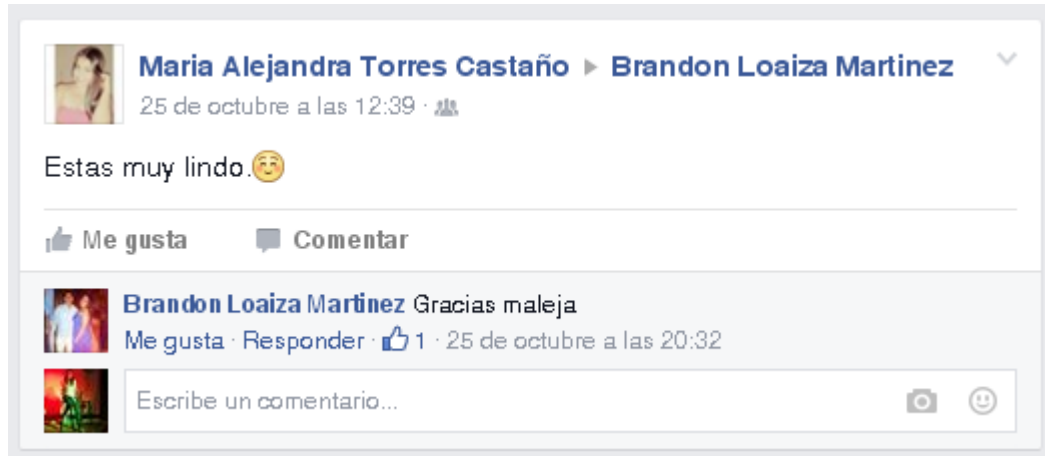 Maria Alejandra Torres Castaño ▶ Brandon Loaiza Martinez
25 de octubre a las 12:39 ·
Estas muy lindo.☺️
Me gusta Comentar
Brandon Loaiza Martinez Gracias maleja
Me gusta · Responder · 1 · 25 de octubre a las 20:32
Escribe un comentario...